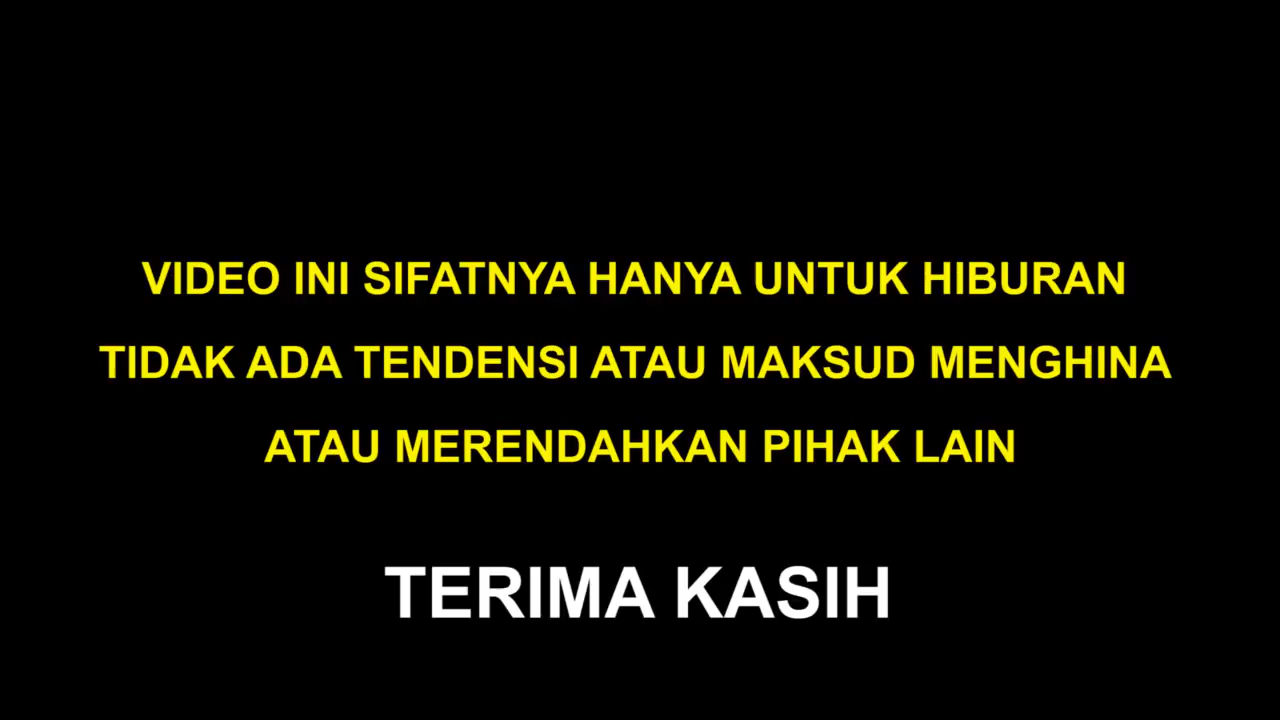 VIDEO INI SIFATNYA HANYA UNTUK HIBURAN
TIDAK ADA TENDENSI ATAU MAKSUD MENGHINA
ATAU MERENDAHKAN PIHAK LAIN
TERIMA KASIH